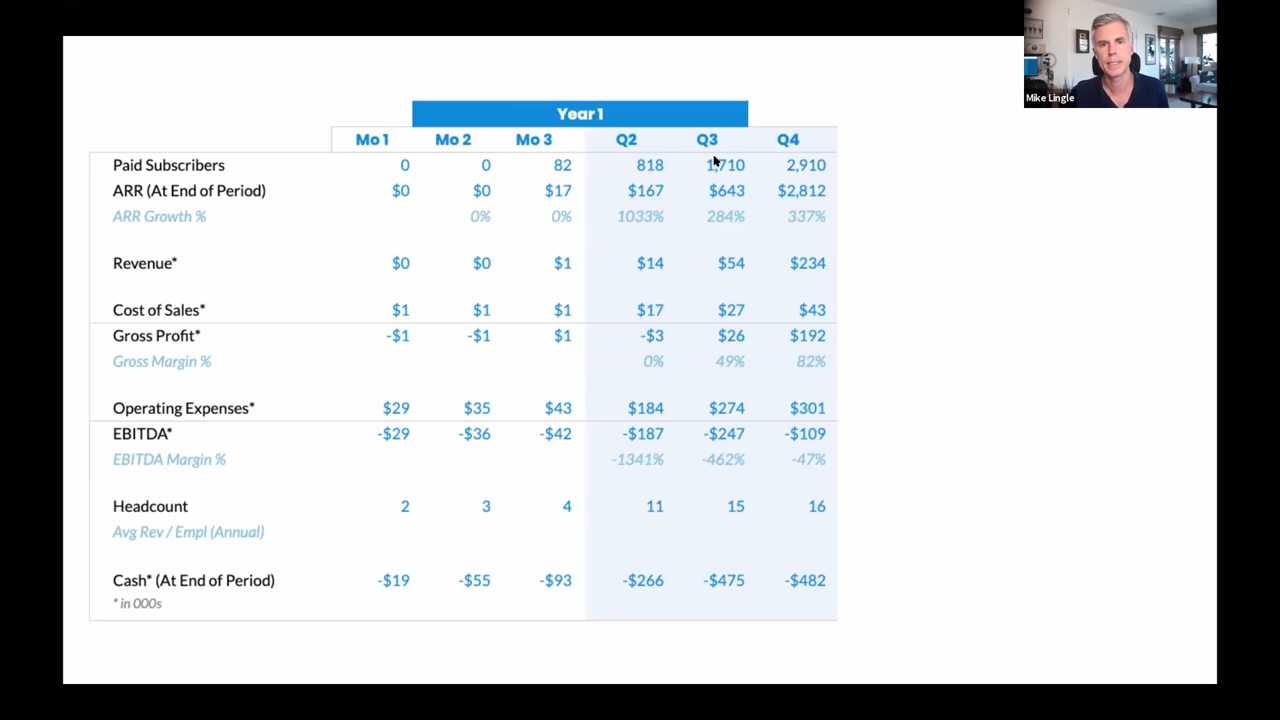 Mike Lingle
Year 1
Mo 1 Mo 2 Mo 3 Q2 Q3 Q4
Paid Subscribers 0 0 82 818 1,710 2,910
ARR (At End of Period) $0 $0 $17 $167 $643 $2,812
ARR Growth % 0% 0% 1033% 284% 337%
Revenue* $0 $0 $1 $14 $54 $234
Cost of Sales* $1 $1 $1 $17 $27 $43
Gross Profit* -$1 -$1 $1 -$3 $26 $192
Gross Margin % 0% 49% 82%
Operating Expenses* $29 $35 $43 $184 $274 $301
EBITDA* -$29 -$36 -$42 -$187 -$247 -$109
EBITDA Margin % -1341% -462% -47%
Headcount 2 3 4 11 15 16
Avg Rev / Empl (Annual)
Cash* (At End of Period) -$19 -$55 -$93 -$266 -$475 -$482
* in 000s